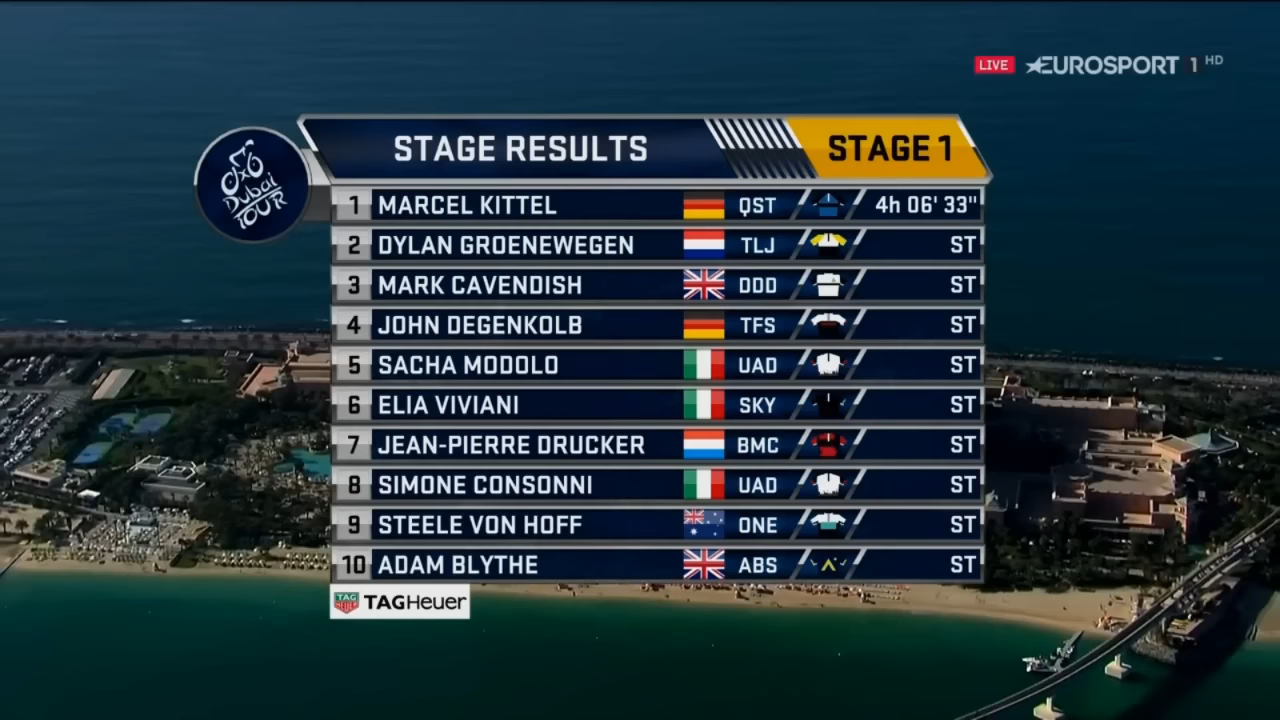 LIVE EUROSPORT 1 HD
STAGE RESULTS STAGE 1
Dubai
TOUR
1 MARCEL KITTEL QST 4h 06' 33"
2 DYLAN GROENEWEGEN TLJ ST
3 MARK CAVENDISH DDD ST
4 JOHN DEGENKOLB TFS ST
5 SACHA MODOLO UAD ST
6 ELIA VIVIANI SKY ST
7 JEAN-PIERRE DRUCKER BMC ST
8 SIMONE CONSONNI UAD ST
9 STEELE VON HOFF ONE ST
10 ADAM BLYTHE ABS ST
TAG HEUER TAGHeuer